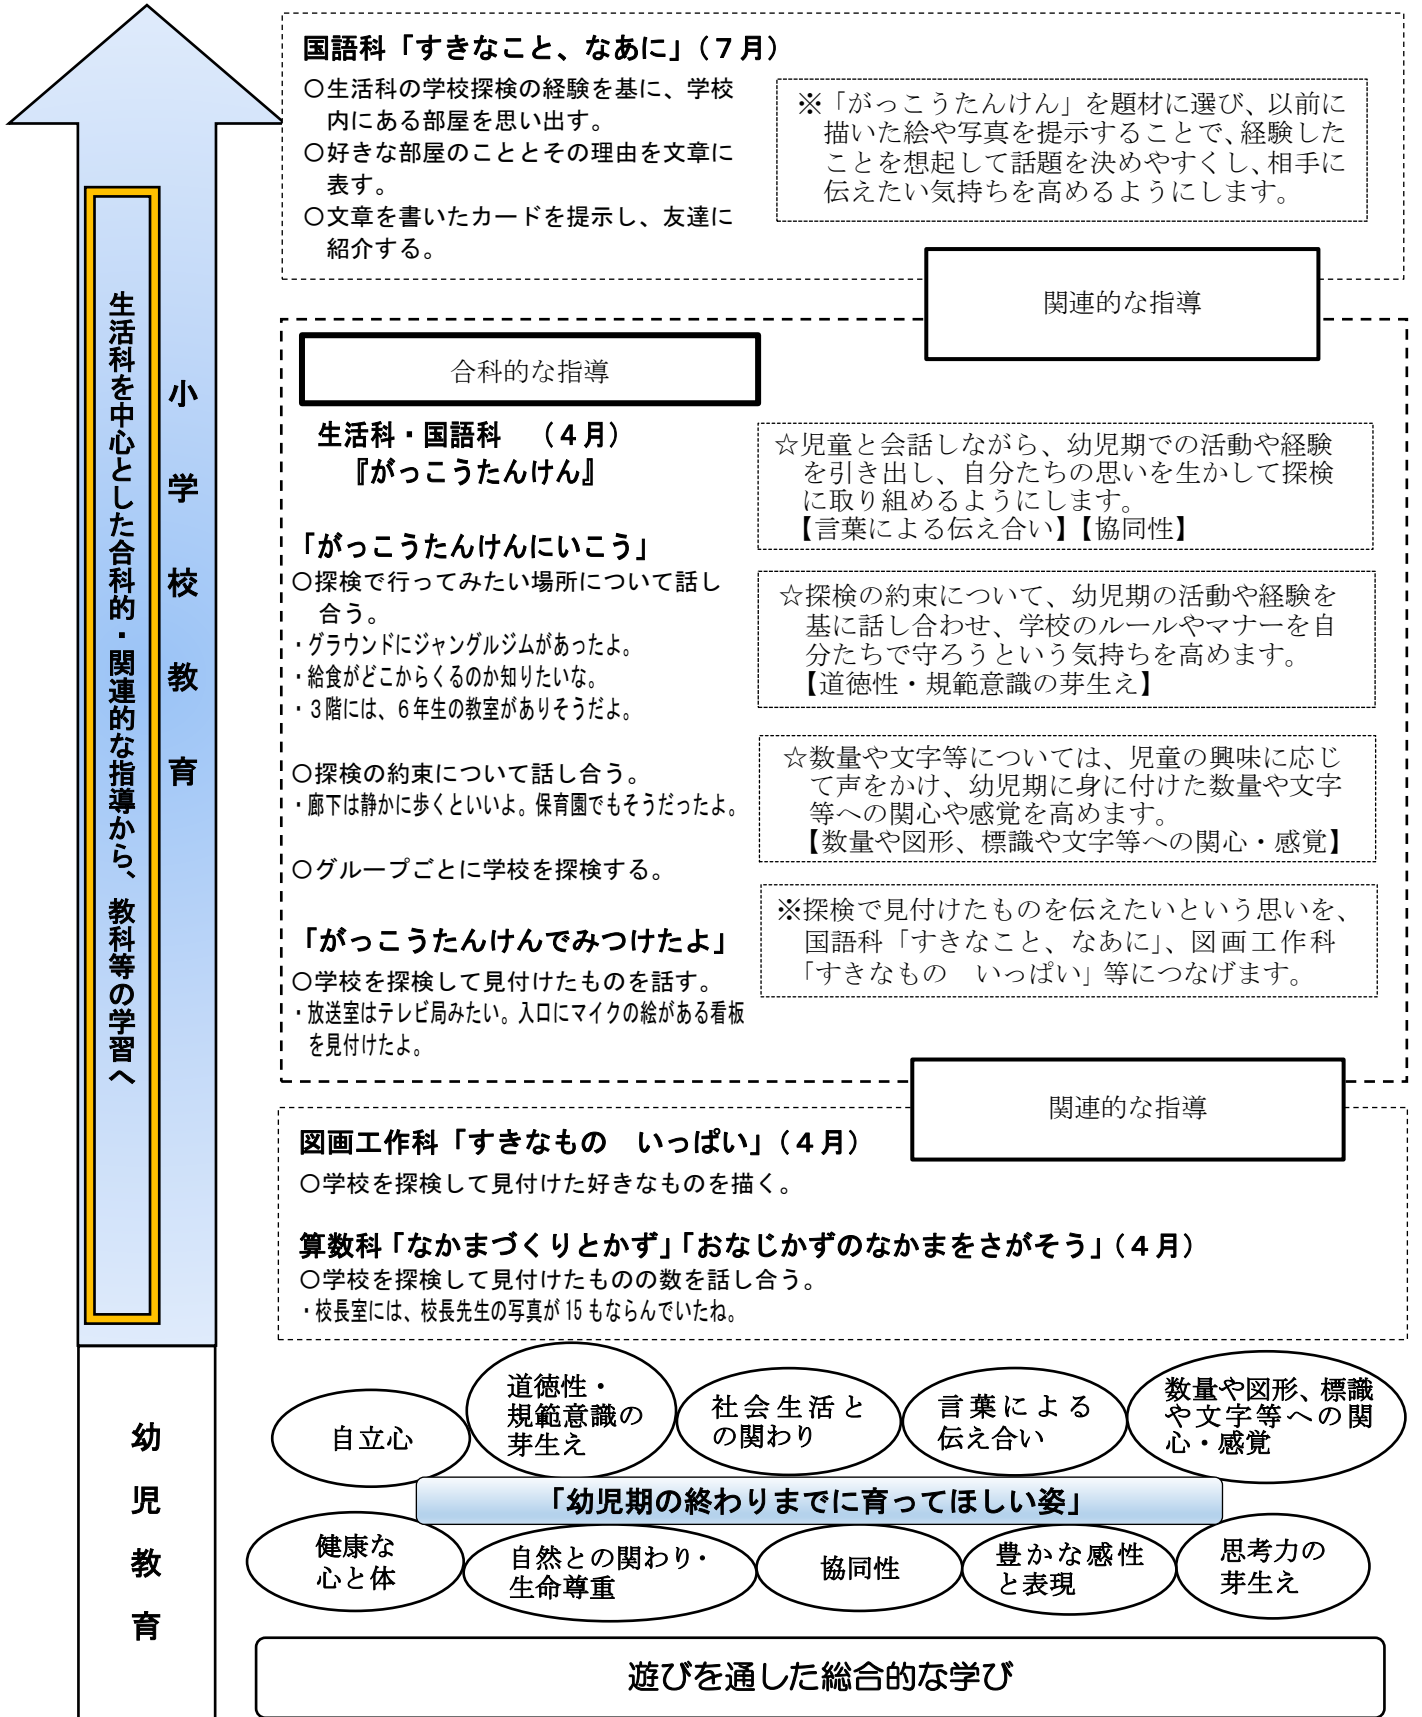 国語科「すきなこと、なあに」(7月)
〇生活科の学校探検の経験を基に、学校
内にある部屋を思い出す。
〇好きな部屋のこととその理由を文章に
表す。
〇文章を書いたカードを提示し、友達に
紹介する。
※「がっこうたんけん」を題材に選び、以前に
描いた絵や写真を提示することで、経験した
ことを想起して話題を決めやすくし、相手に
伝えたい気持ちを高めるようにします。
関連的な指導
合科的な指導
生活科・国語科 (4月)
『がっこうたんけん』
「がっこうたんけんにいこう」
〇探検で行ってみたい場所について話し
合う。
・グラウンドにジャングルジムがあったよ。
・給食がどこからくるのか知りたいな。
・3階には、6年生の教室がありそうだよ。
〇探検の約束について話し合う。
・廊下は静かに歩くといいよ。保育園でもそうだったよ。
〇グループごとに学校を探検する。
「がっこうたんけんでみつけたよ」
〇学校を探検して見付けたものを話す。
・放送室はテレビ局みたい。入口にマイクの絵がある看板
を見付けたよ。
☆児童と会話しながら、幼児期での活動や経験
を引き出し、自分たちの思いを生かして探検
に取り組めるようにします。
【言葉による伝え合い】【協同性】
☆探検の約束について、幼児期の活動や経験を
基に話し合わせ、学校のルールやマナーを自
分たちで守ろうという気持ちを高めます。
【道徳性・規範意識の芽生え】
☆数量や文字等については、児童の興味に応じ
て声をかけ、幼児期に身に付けた数量や文字
等への関心や感覚を高めます。
【数量や図形、標識や文字等への関心・感覚】
※探検で見付けたものを伝えたいという思いを、
国語科「すきなこと、なあに」、図画工作科
「すきなもの いっぱい」等につなげます。
関連的な指導
図画工作科「すきなもの いっぱい」(4月)
〇学校を探検して見付けた好きなものを描く。
算数科「なかまづくりとかず」「おなじかずのなかまをさがそう」(4月)
〇学校を探検して見付けたものの数を話し合う。
・校長室には、校長先生の写真が15もならんでいたね。
生活科を中心とした合科的・関連的な指導から、教科等の学習へ
小学校教育
幼児教育
自立心
道徳性・
規範意識の
芽生え
社会生活と
の関わり
言葉による
伝え合い
数量や図形、標識
や文字等への関
心・感覚
「幼児期の終わりまでに育ってほしい姿」
健康な
心と体
自然との関わり・
生命尊重
協同性
豊かな感性
と表現
思考力の
芽生え
遊びを通した総合的な学び